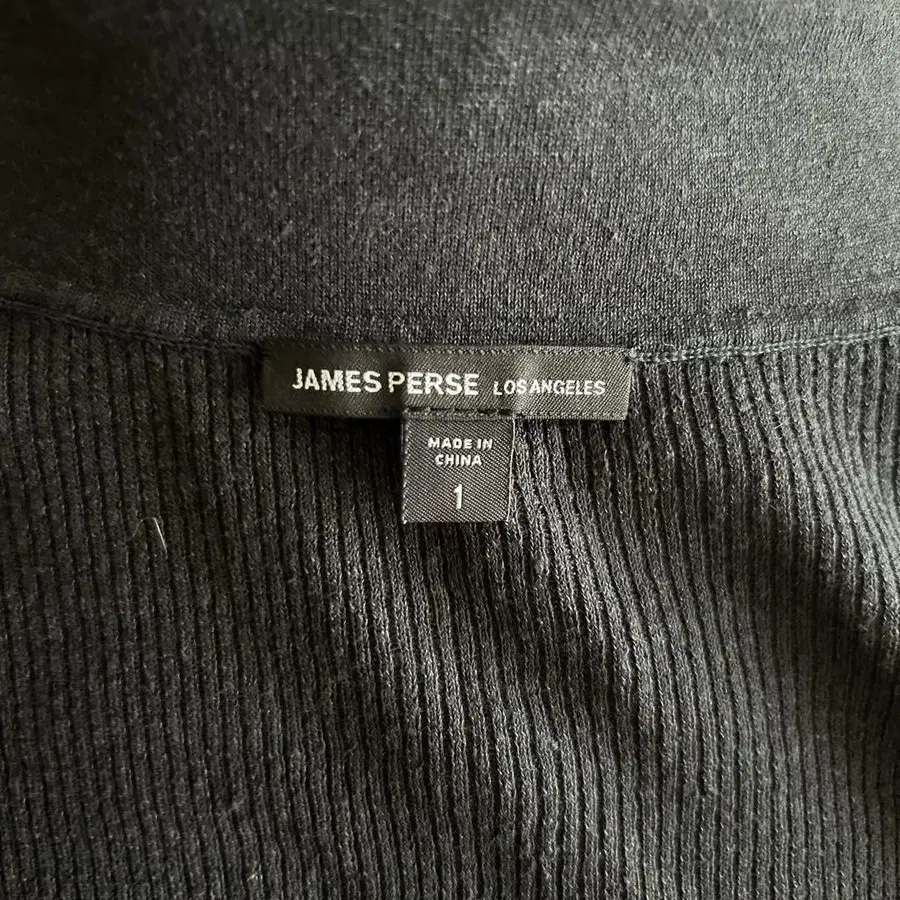 JAMES PERSE LOS ANGELES
MADE IN
CHINA
1